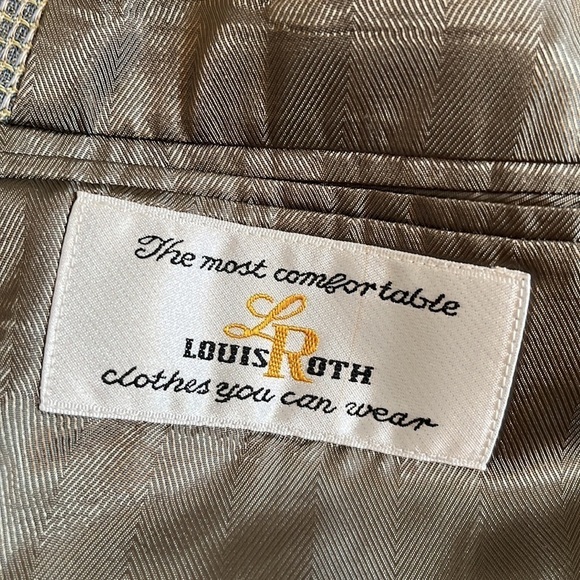 The most comfortable
LR
LOUIS ROTH
clothes you can wear